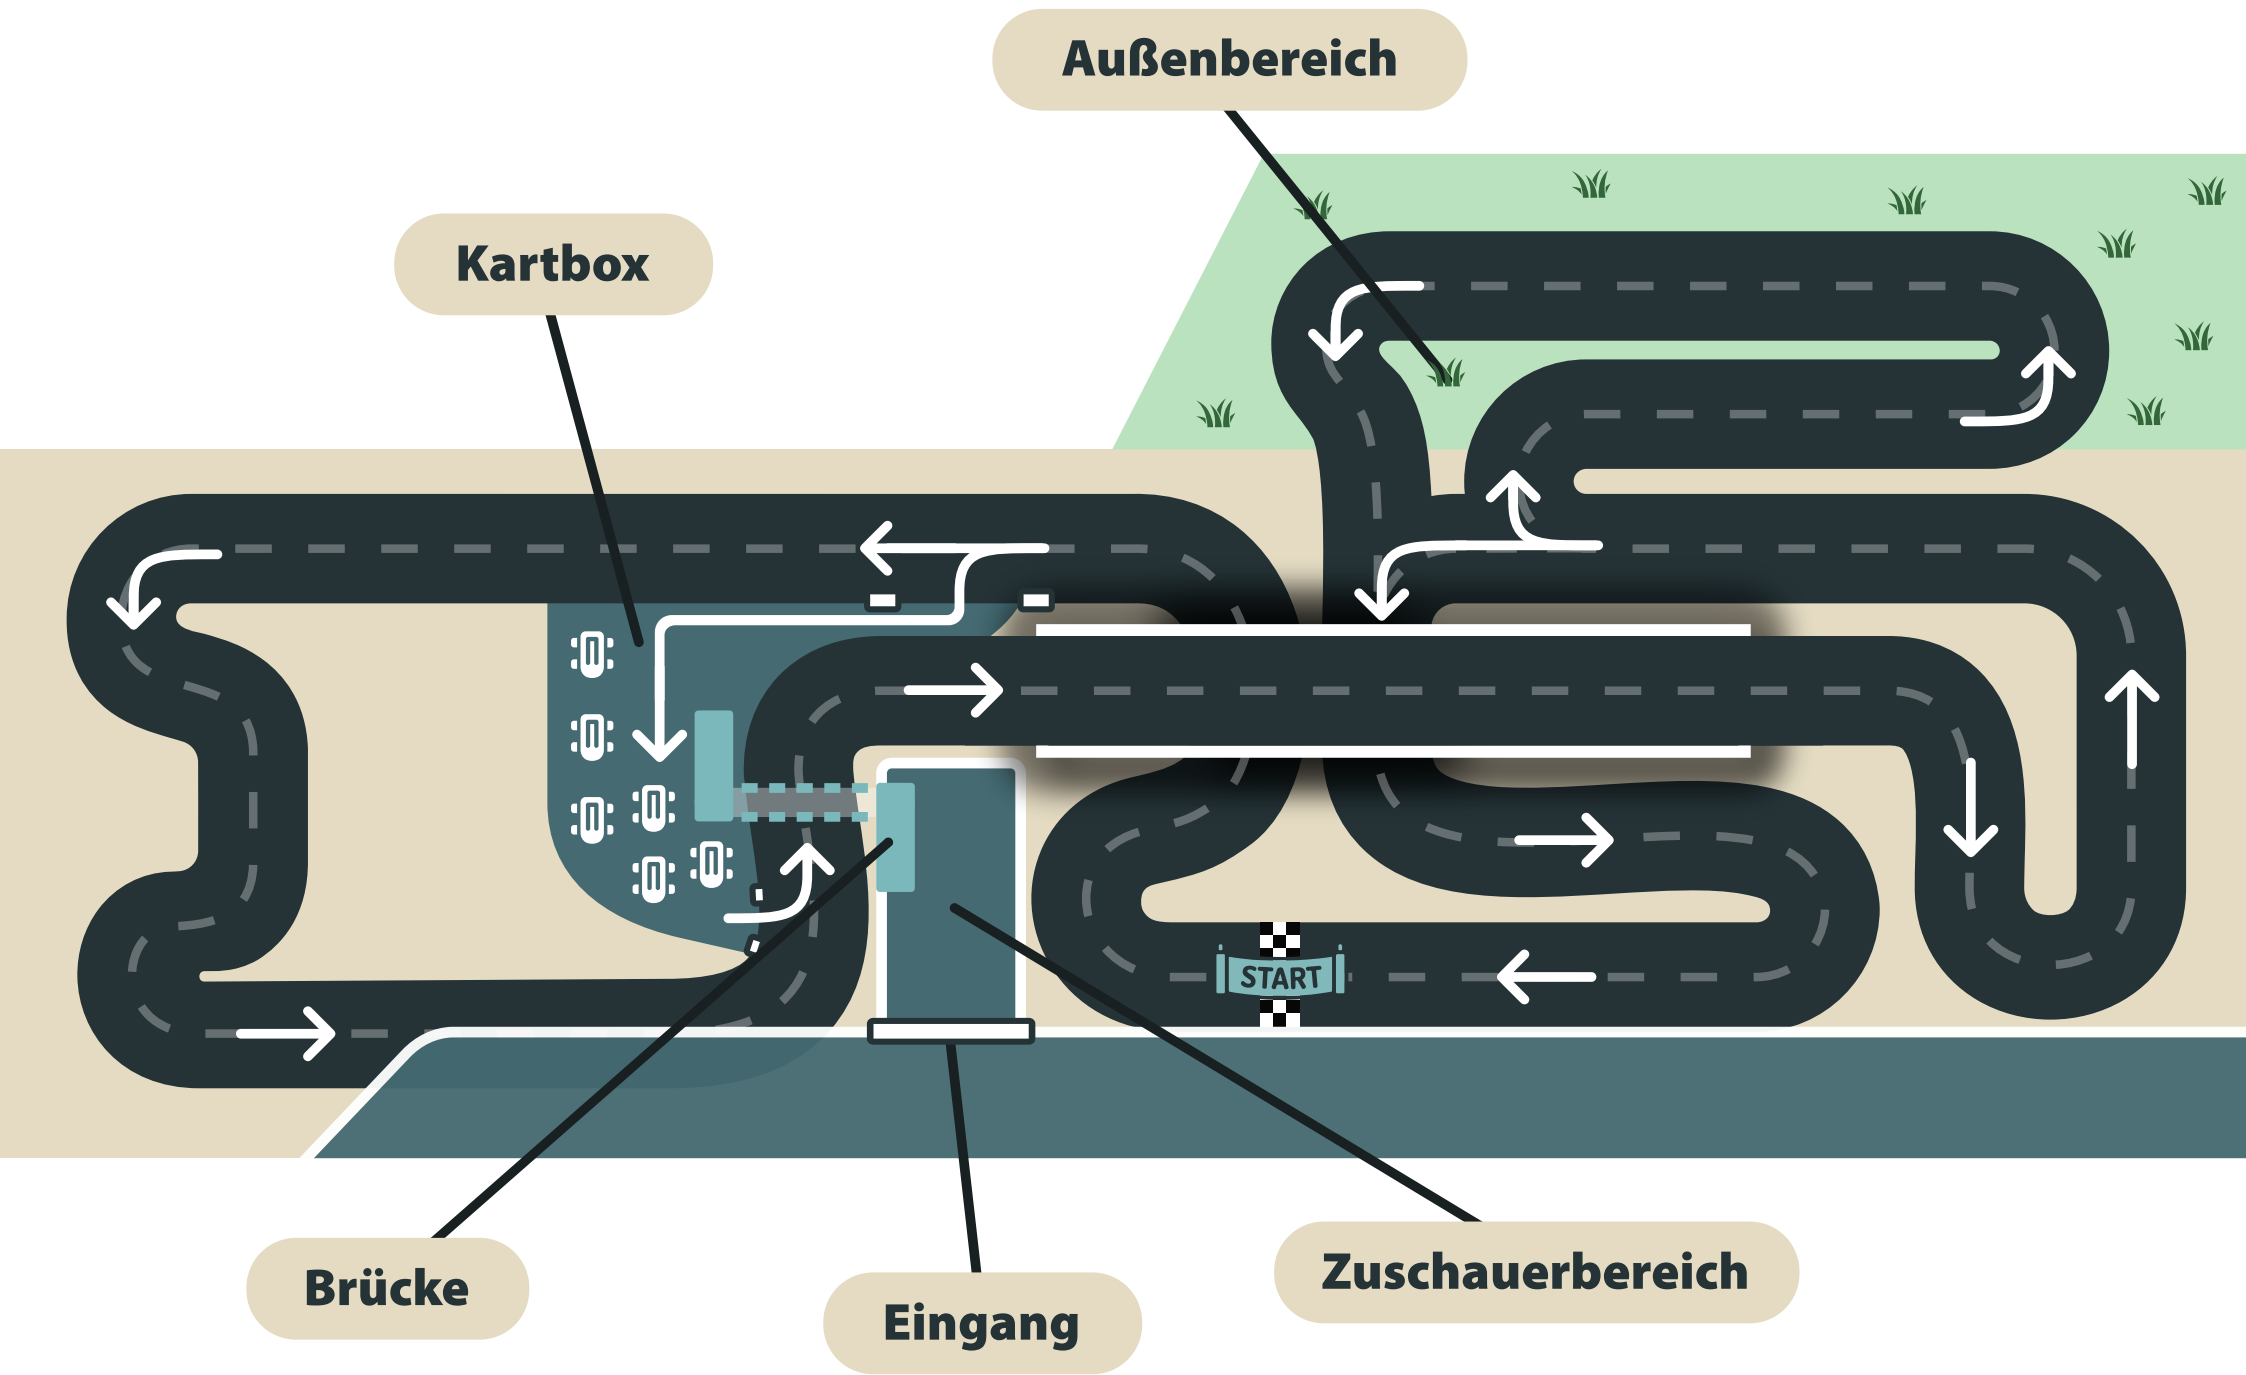 Außenbereich
Kartbox
START
Brücke
Eingang
Zuschauerbereich